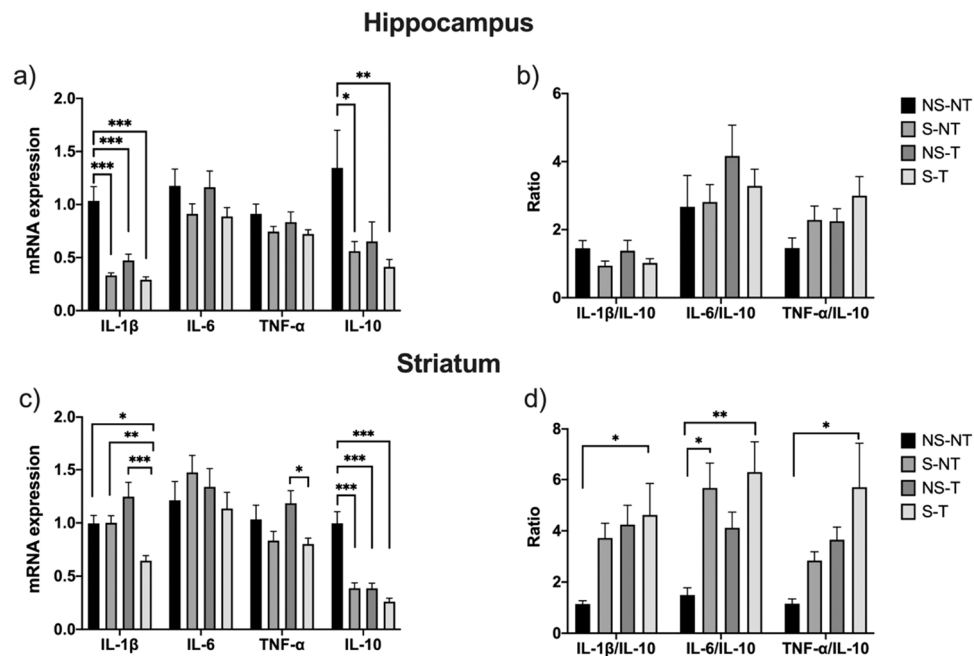 Hippocampus
a)
mRNA expression
2.0
1.5
1.0
0.5
0.0
***
***
***
*
**
IL-1β IL-6 TNF-α IL-10
b)
Ratio
6
4
2
0
IL-1β/IL-10 IL-6/IL-10 TNF-α/IL-10
NS-NT
S-NT
NS-T
S-T
Striatum
c)
mRNA expression
2.0
1.5
1.0
0.5
0.0
*
**
***
*
***
***
***
IL-1β IL-6 TNF-α IL-10
d)
Ratio
8
6
4
2
0
*
**
*
*
IL-1β/IL-10 IL-6/IL-10 TNF-α/IL-10
NS-NT
S-NT
NS-T
S-T